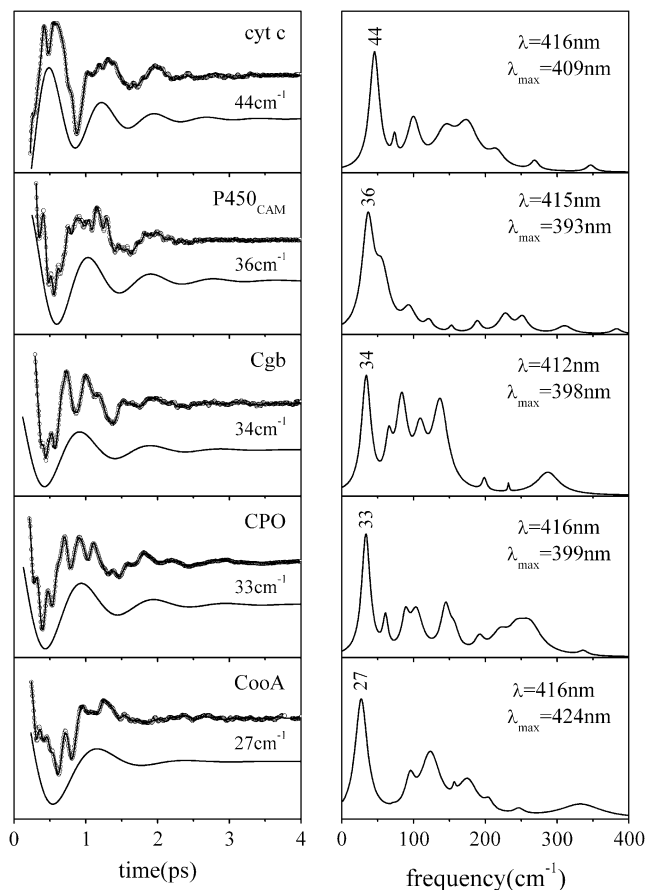 cyt c
44cm⁻¹
44
λ=416nm
λmax=409nm
P450CAM
36cm⁻¹
36
λ=415nm
λmax=393nm
Cgb
34cm⁻¹
34
λ=412nm
λmax=398nm
CPO
33cm⁻¹
33
λ=416nm
λmax=399nm
CooA
27cm⁻¹
27
λ=416nm
λmax=424nm
0 1 2 3 4
time(ps)
0 100 200 300 400
frequency(cm⁻¹)